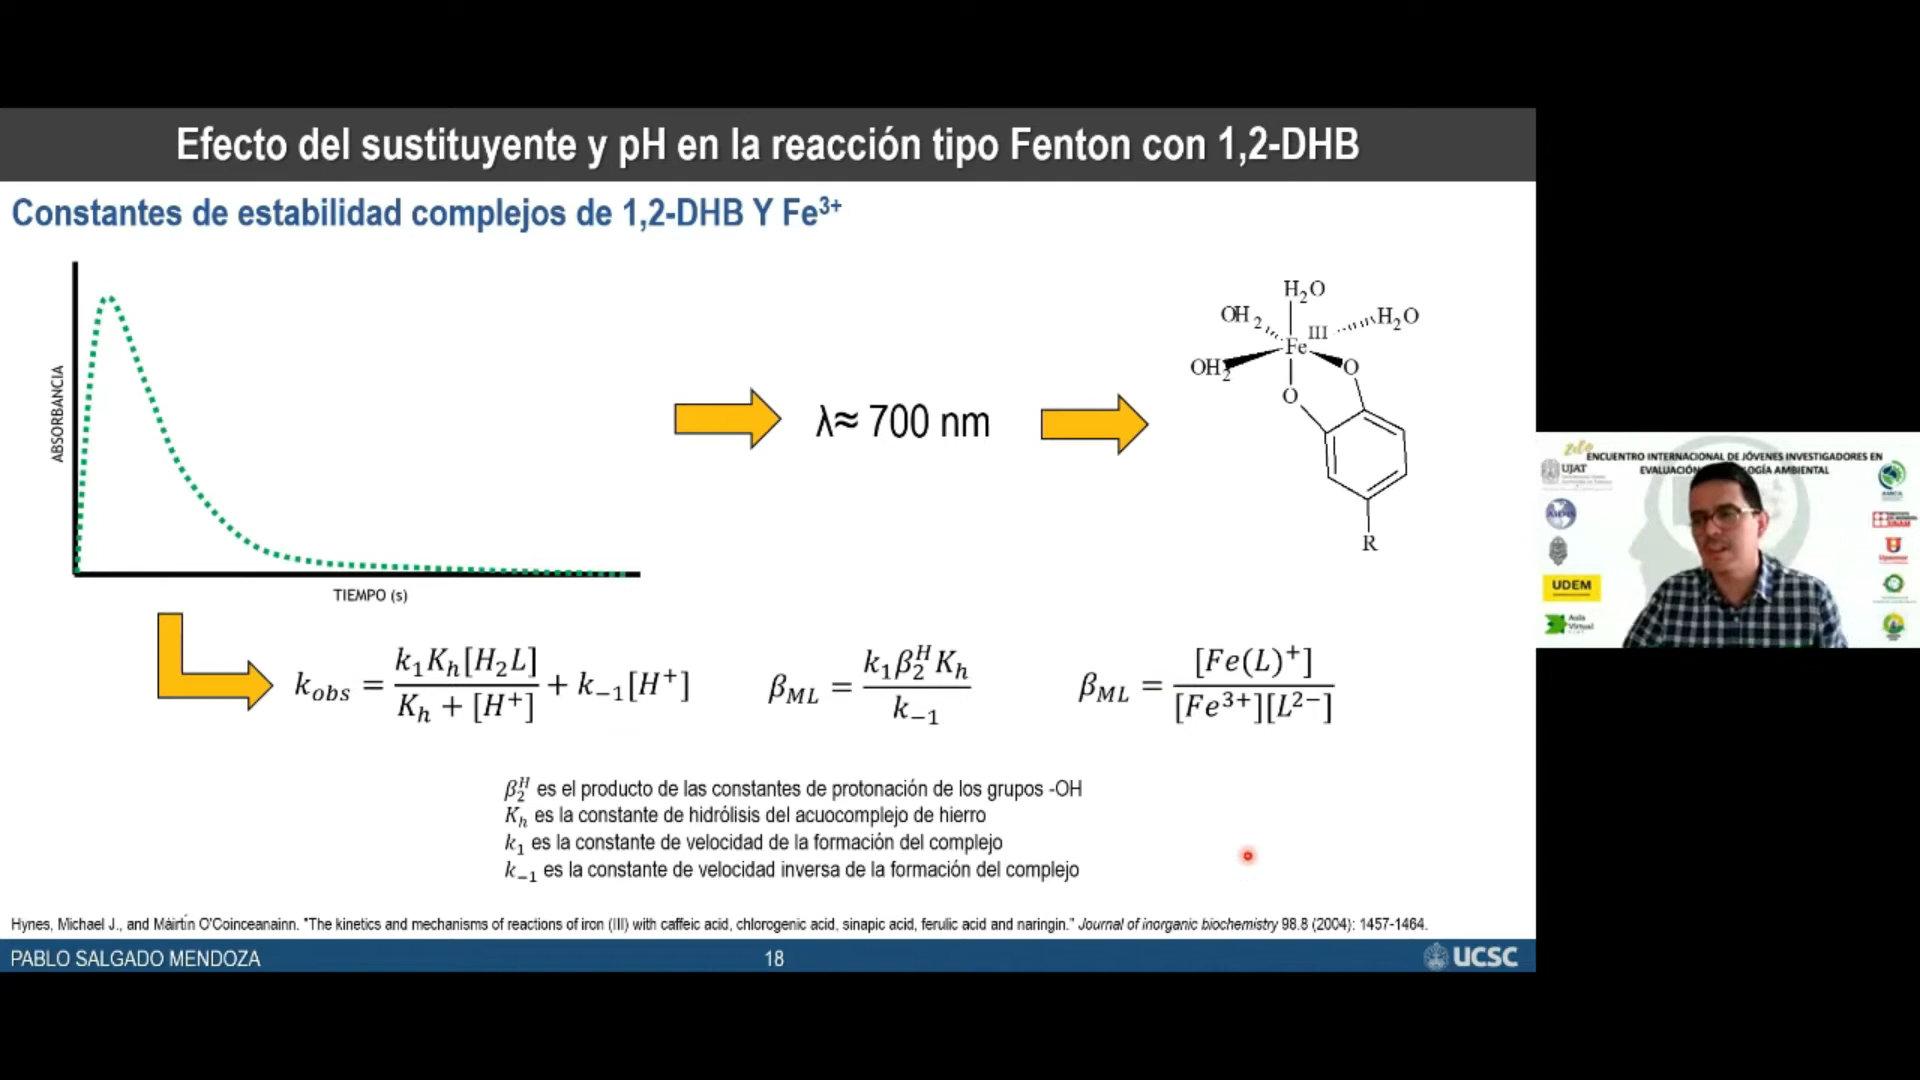 Efecto del sustituyente y pH en la reacción tipo Fenton con 1,2-DHB
Constantes de estabilidad complejos de 1,2-DHB Y Fe³⁺
ABSORBANCIA
TIEMPO (s)
λ≈ 700 nm
H₂O
OH₂
H₂O
III
Fe
OH₂
O
O
R
k_obs = k₁K_h[H₂L] / K_h + [H⁺] + k₋₁[H⁺]
β_ML = k₁β₂ᴴK_h / k₋₁
β_ML = [Fe(L)⁺] / [Fe³⁺][L²⁻]
β₂ᴴ es el producto de las constantes de protonación de los grupos -OH
K_h es la constante de hidrólisis del acuocomplejo de hierro
k₁ es la constante de velocidad de la formación del complejo
k₋₁ es la constante de velocidad inversa de la formación del complejo
Hynes, Michael J., and Máirtín O'Coinceanainn. "The kinetics and mechanisms of reactions of iron (III) with caffeic acid, chlorogenic acid, sinapic acid, ferulic acid and naringin." Journal of inorganic biochemistry 98.8 (2004): 1457-1464.
PABLO SALGADO MENDOZA
18
UCSC
ENCUENTRO INTERNACIONAL DE JÓVENES INVESTIGADORES EN
EVALUACIÓN
AMBIENTAL
UJAT
AIDIS
UDEM
Aula
Virtual